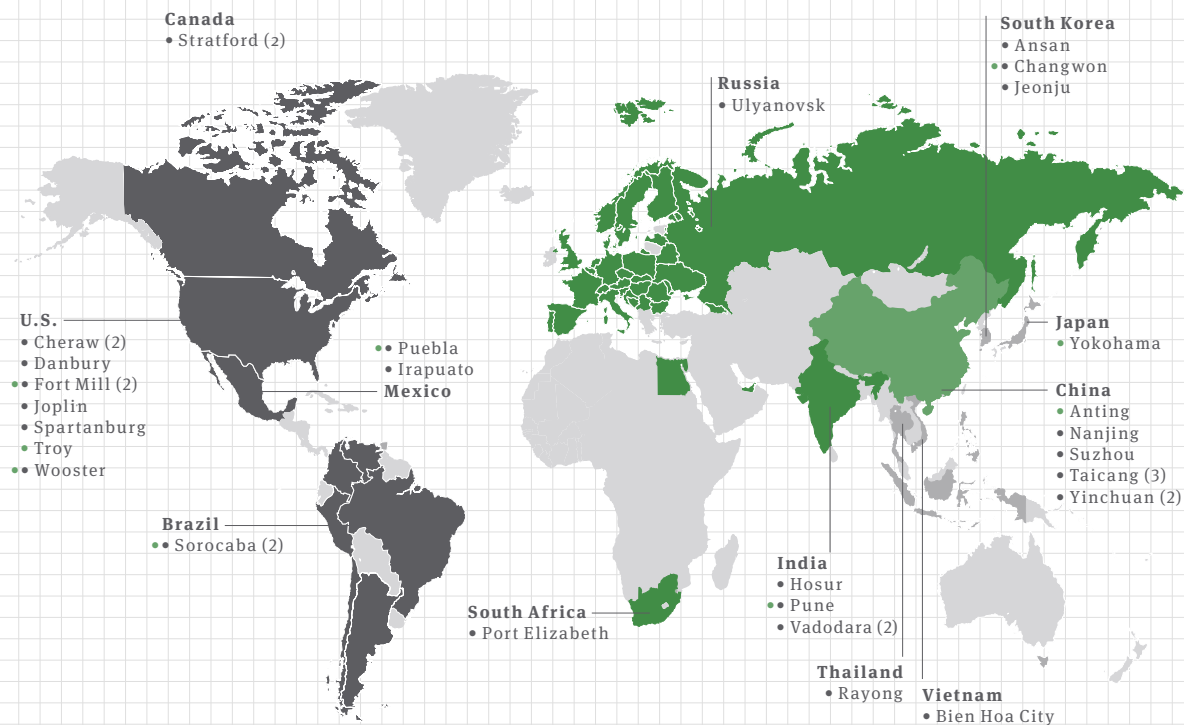 Canada
• Stratford (2)
South Korea
• Ansan
•• Changwon
• Jeonju
Russia
• Ulyanovsk
U.S.
• Cheraw (2)
• Danbury
•• Fort Mill (2)
• Joplin
• Spartanburg
• Troy
•• Wooster
•• Puebla
• Irapuato
Mexico
Japan
• Yokohama
China
• Anting
• Nanjing
• Suzhou
• Taicang (3)
• Yinchuan (2)
Brazil
•• Sorocaba (2)
South Africa
• Port Elizabeth
India
• Hosur
•• Pune
• Vadodara (2)
Thailand
• Rayong
Vietnam
• Bien Hoa City